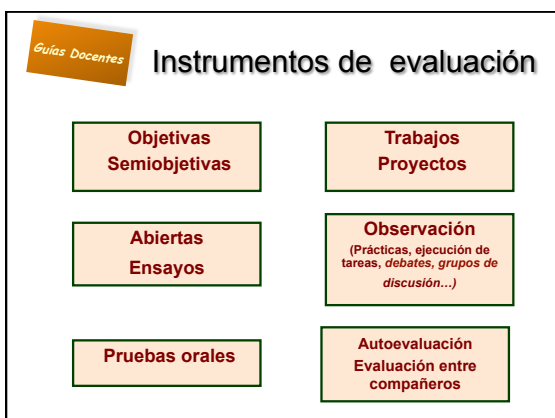 Guías Docentes
Instrumentos de evaluación
Objetivas
Semiobjetivas
Trabajos
Proyectos
Abiertas
Ensayos
Observación
(Prácticas, ejecución de
tareas, debates, grupos de
discusión…)
Pruebas orales
Autoevaluación
Evaluación entre
compañeros